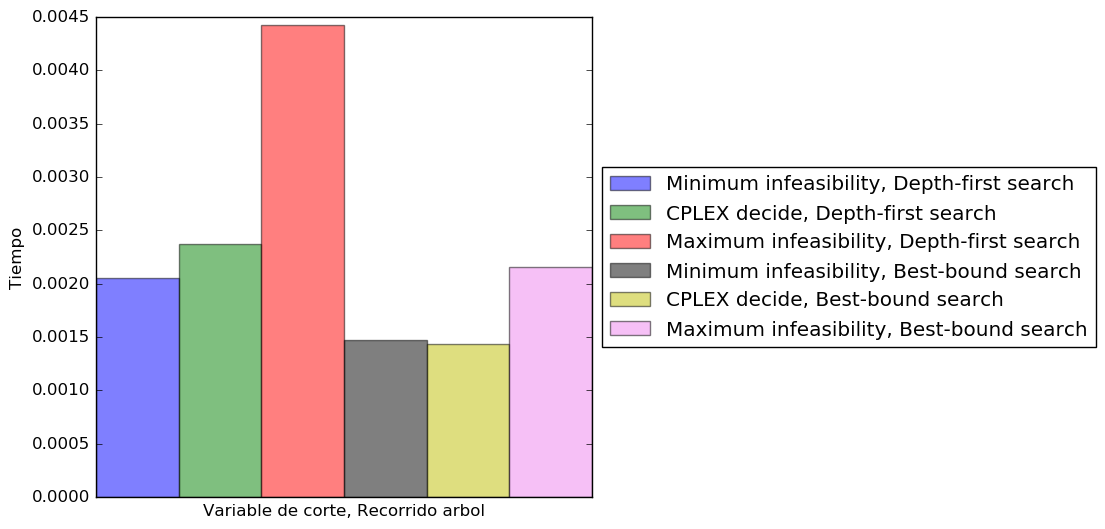 0.0045
0.0040
0.0035
0.0030
0.0025
0.0020
0.0015
0.0010
0.0005
0.0000
Tiempo
Variable de corte, Recorrido arbol
Minimum infeasibility, Depth-first search
CPLEX decide, Depth-first search
Maximum infeasibility, Depth-first search
Minimum infeasibility, Best-bound search
CPLEX decide, Best-bound search
Maximum infeasibility, Best-bound search